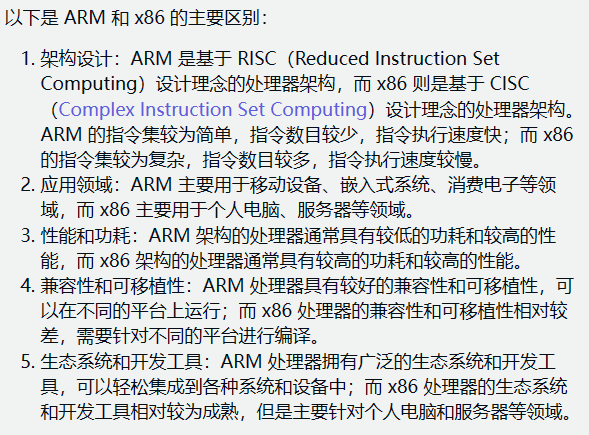 以下是 ARM 和 x86 的主要区别：
1. 架构设计：ARM 是基于 RISC（Reduced Instruction Set
Computing）设计理念的处理器架构，而 x86 则是基于 CISC
（Complex Instruction Set Computing）设计理念的处理器架构。
ARM 的指令集较为简单，指令数目较少，指令执行速度快；而 x86
的指令集较为复杂，指令数目较多，指令执行速度较慢。
2. 应用领域：ARM 主要用于移动设备、嵌入式系统、消费电子等领
域，而 x86 主要用于个人电脑、服务器等领域。
3. 性能和功耗：ARM 架构的处理器通常具有较低的功耗和较高的性
能，而 x86 架构的处理器通常具有较高的功耗和较高的性能。
4. 兼容性和可移植性：ARM 处理器具有较好的兼容性和可移植性，可
以在不同的平台上运行；而 x86 处理器的兼容性和可移植性相对较
差，需要针对不同的平台进行编译。
5. 生态系统和开发工具：ARM 处理器拥有广泛的生态系统和开发工
具，可以轻松集成到各种系统和设备中；而 x86 处理器的生态系统
和开发工具相对较为成熟，但是主要针对个人电脑和服务器等领域。